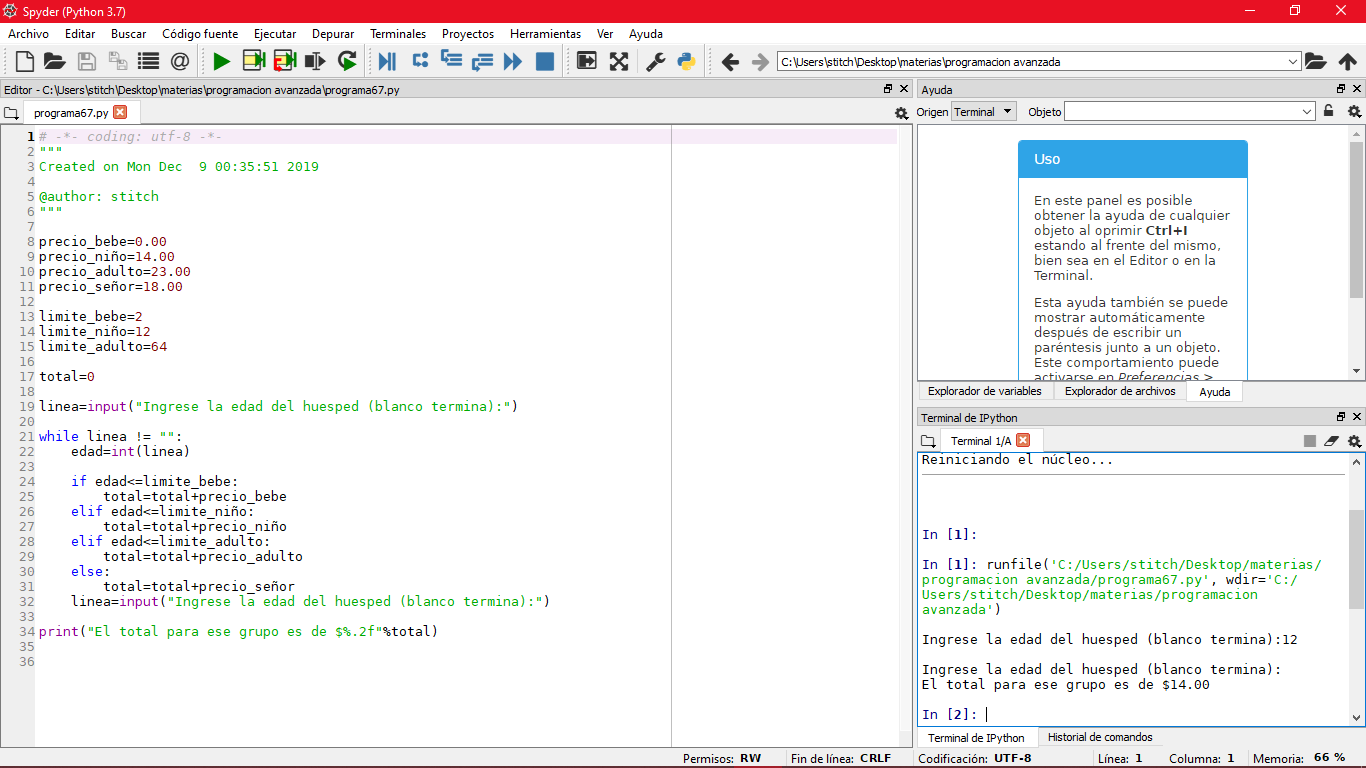 Spyder (Python 3.7)
Archivo Editar Buscar Código fuente Ejecutar Depurar Terminales Proyectos Herramientas Ver Ayuda
C:\Users\stitch\Desktop\materias\programacion avanzada
Editor - C:\Users\stitch\Desktop\materias\programacion avanzada\programa67.py
programa67.py
1 # -*- coding: utf-8 -*-
2 """
3 Created on Mon Dec  9 00:35:51 2019
4
5 @author: stitch
6 """
7
8 precio_bebe=0.00
9 precio_niño=14.00
10 precio_adulto=23.00
11 precio_señor=18.00
12
13 limite_bebe=2
14 limite_niño=12
15 limite_adulto=64
16
17 total=0
18
19 linea=input("Ingrese la edad del huesped (blanco termina):")
20
21 while linea != "":
22     edad=int(linea)
23
24     if edad<=limite_bebe:
25         total=total+precio_bebe
26     elif edad<=limite_niño:
27         total=total+precio_niño
28     elif edad<=limite_adulto:
29         total=total+precio_adulto
30     else:
31         total=total+precio_señor
32     linea=input("Ingrese la edad del huesped (blanco termina):")
33
34 print("El total para ese grupo es de $%.2f"%total)
35
36
Ayuda
Origen Terminal Objeto
Uso
En este panel es posible
obtener la ayuda de cualquier
objeto al oprimir Ctrl+I
estando al frente del mismo,
bien sea en el Editor o en la
Terminal.
Esta ayuda también se puede
mostrar automáticamente
después de escribir un
paréntesis junto a un objeto.
Este comportamiento puede
activarse en Preferencias >
Explorador de variables Explorador de archivos Ayuda
Terminal de IPython
Terminal 1/A
Reiniciando el núcleo...
In [1]:
In [1]: runfile('C:/Users/stitch/Desktop/materias/
programacion avanzada/programa67.py', wdir='C:/
Users/stitch/Desktop/materias/programacion
avanzada')
Ingrese la edad del huesped (blanco termina):12
Ingrese la edad del huesped (blanco termina):
El total para ese grupo es de $14.00
In [2]:
Terminal de IPython Historial de comandos
Permisos: RW Fin de línea: CRLF Codificación: UTF-8 Línea: 1 Columna: 1 Memoria: 66 %